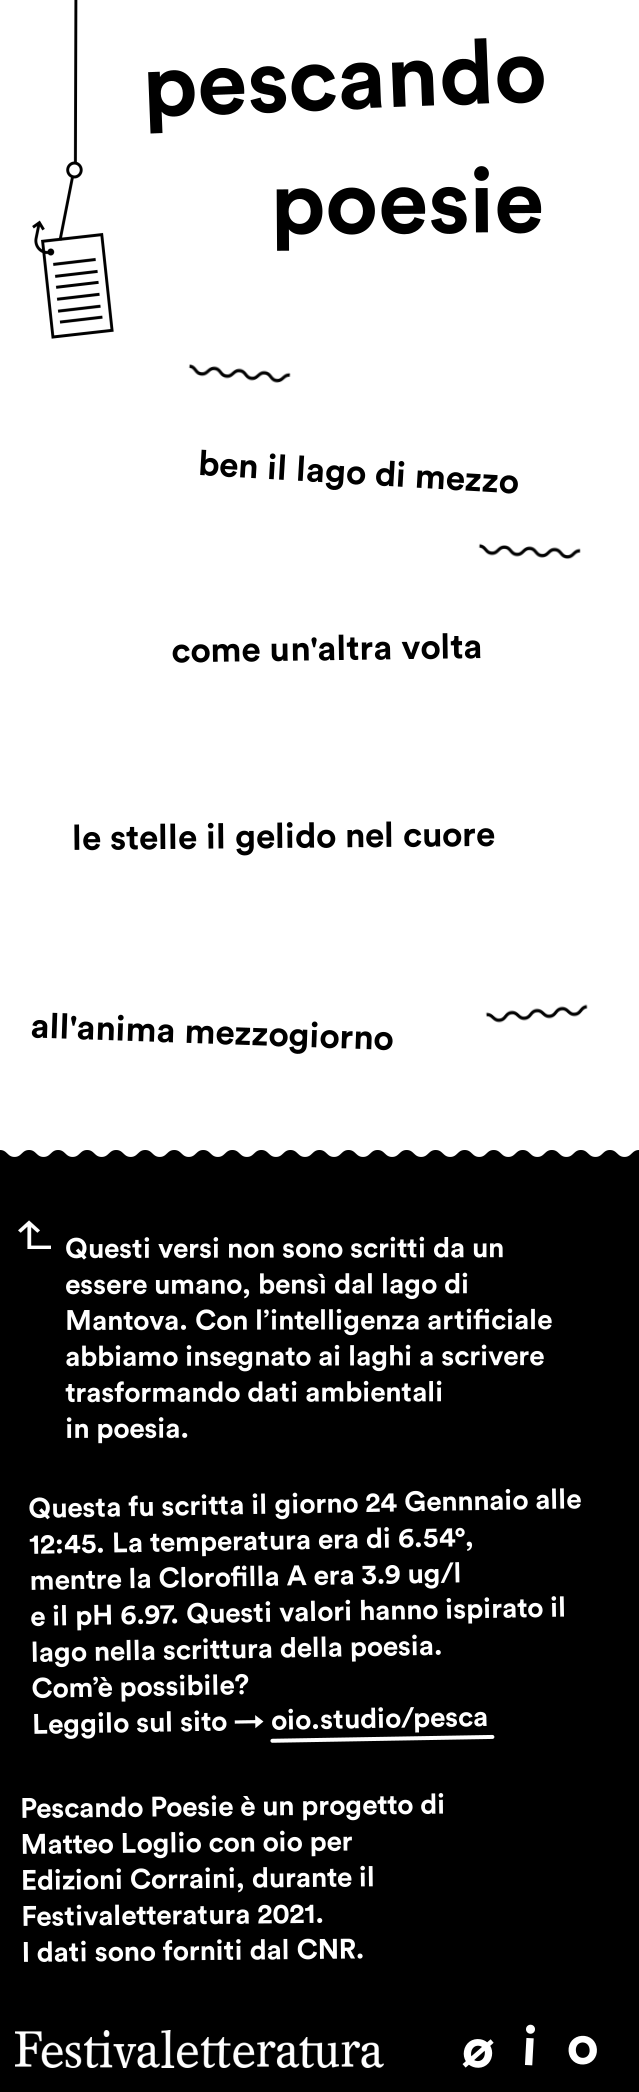 pescando
poesie
ben il lago di mezzo
come un'altra volta
le stelle il gelido nel cuore
all'anima mezzogiorno
Questi versi non sono scritti da un
essere umano, bensì dal lago di
Mantova. Con l’intelligenza artificiale
abbiamo insegnato ai laghi a scrivere
trasformando dati ambientali
in poesia.
Questa fu scritta il giorno 24 Gennnaio alle
12:45. La temperatura era di 6.54°,
mentre la Clorofilla A era 3.9 ug/l
e il pH 6.97. Questi valori hanno ispirato il
lago nella scrittura della poesia.
Com’è possibile?
Leggilo sul sito → oio.studio/pesca
Pescando Poesie è un progetto di
Matteo Loglio con oio per
Edizioni Corraini, durante il
Festivaletteratura 2021.
I dati sono forniti dal CNR.
Festivaletteratura ø i o